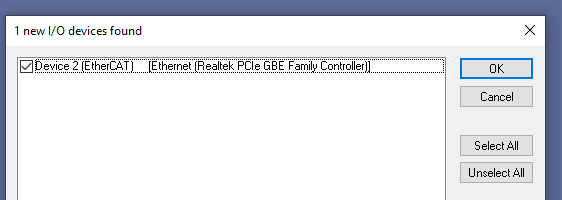 1 new I/O devices found
Device 2 (EtherCAT) [Ethernet (Realtek PCIe GBE Family Controller)]
OK
Cancel
Select All
Unselect All